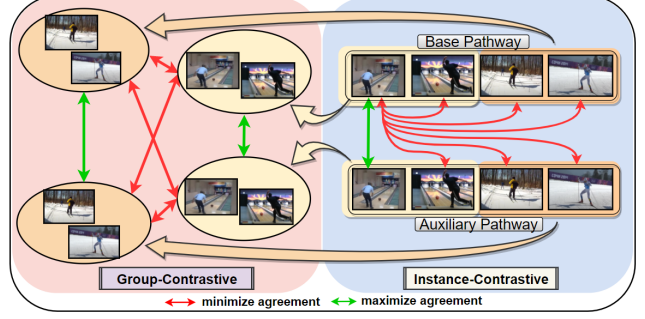 Base Pathway
Auxiliary Pathway
Group-Contrastive
Instance-Contrastive
minimize agreement
maximize agreement